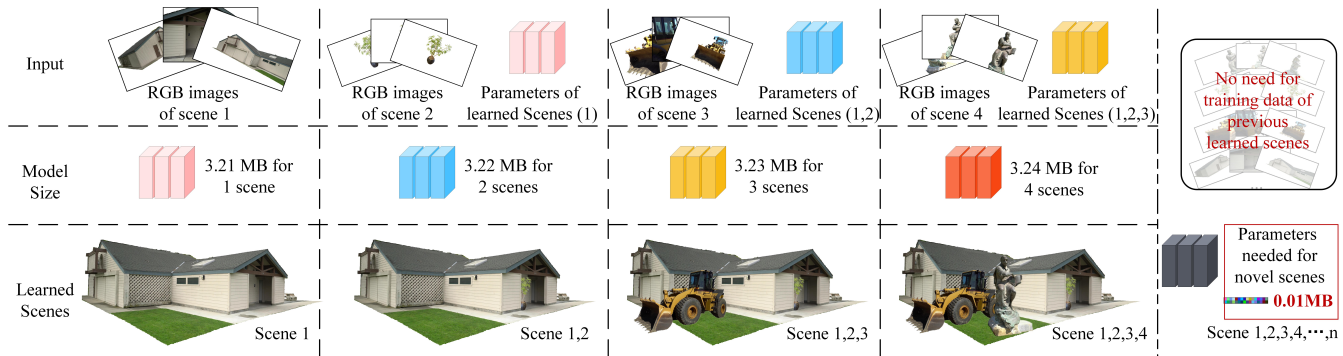 Input
RGB images
of scene 1
RGB images
of scene 2
Parameters of
learned Scenes (1)
RGB images
of scene 3
Parameters of
learned Scenes (1,2)
RGB images
of scene 4
Parameters of
learned Scenes (1,2,3)
No need for
training data of
previous
learned scenes
...
Model
Size
3.21 MB for
1 scene
3.22 MB for
2 scenes
3.23 MB for
3 scenes
3.24 MB for
4 scenes
Learned
Scenes
Scene 1
Scene 1,2
Scene 1,2,3
Scene 1,2,3,4
Parameters
needed for
novel scenes
0.01MB
Scene 1,2,3,4,···,n